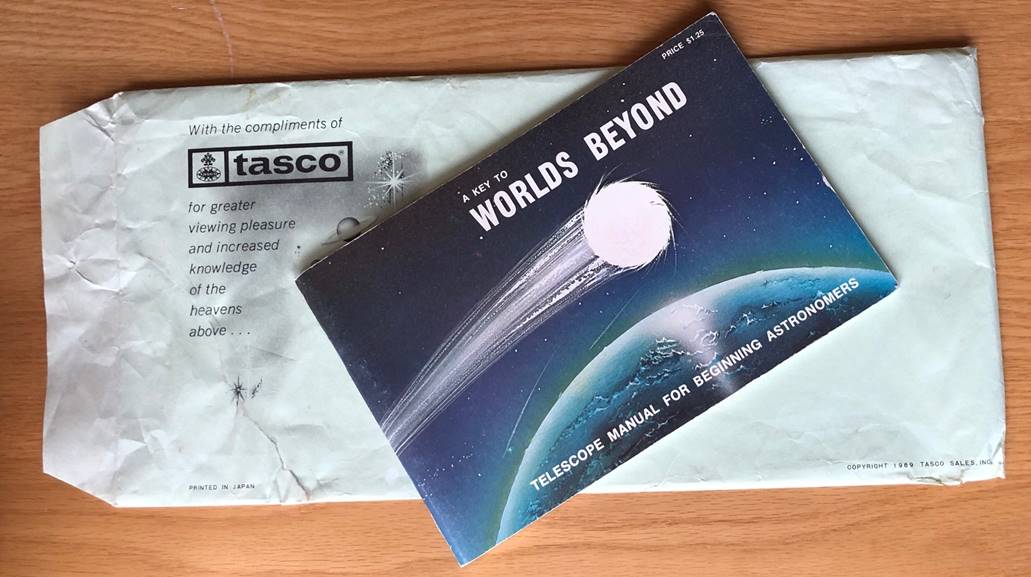 With the compliments of
tasco®
for greater
viewing pleasure
and increased
knowledge
of the
heavens
above . . .
PRINTED IN JAPAN
COPYRIGHT 1989 TASCO SALES, INC.
PRICE $1.25
A KEY TO
WORLDS BEYOND
TELESCOPE MANUAL FOR BEGINNING ASTRONOMERS